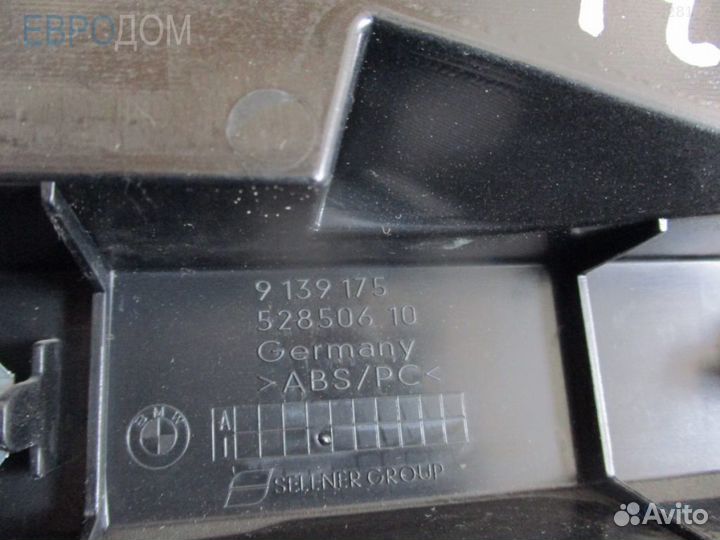 ЕВРОДОМ
9 139 175
528506 10
Germany
>ABS/PC<
BMW
A
SELLNER GROUP
Avito